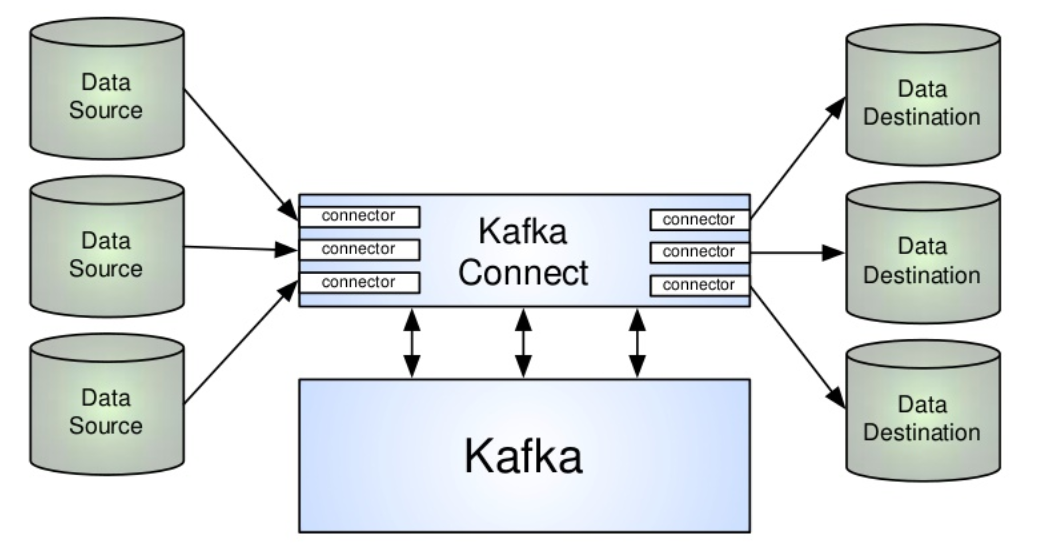 Data
Source
Data
Source
Data
Source
connector
connector
connector
Kafka
Connect
connector
connector
connector
Kafka
Data
Destination
Data
Destination
Data
Destination